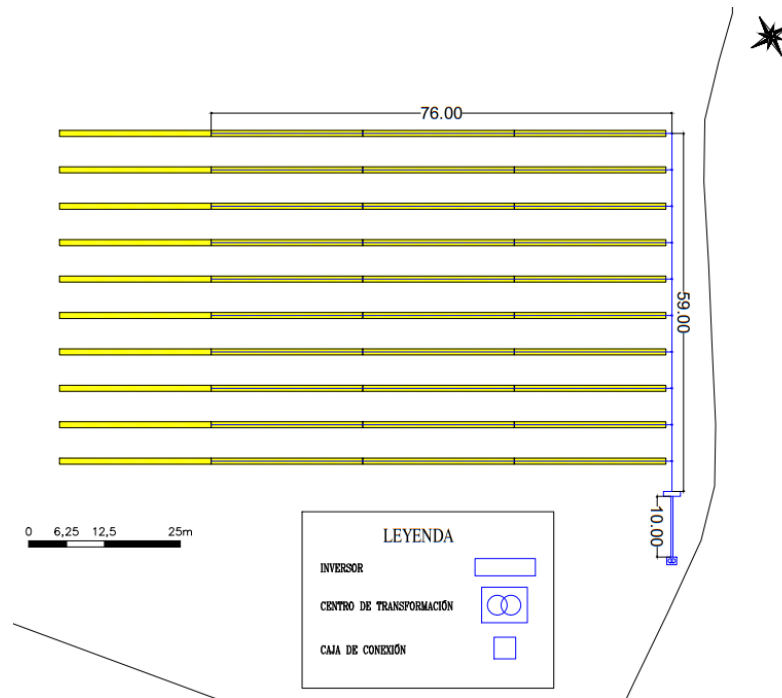 76.00
59.00
10.00
0 6,25 12,5 25m
LEYENDA
INVERSOR
CENTRO DE TRANSFORMACIÓN
CAJA DE CONEXIÓN